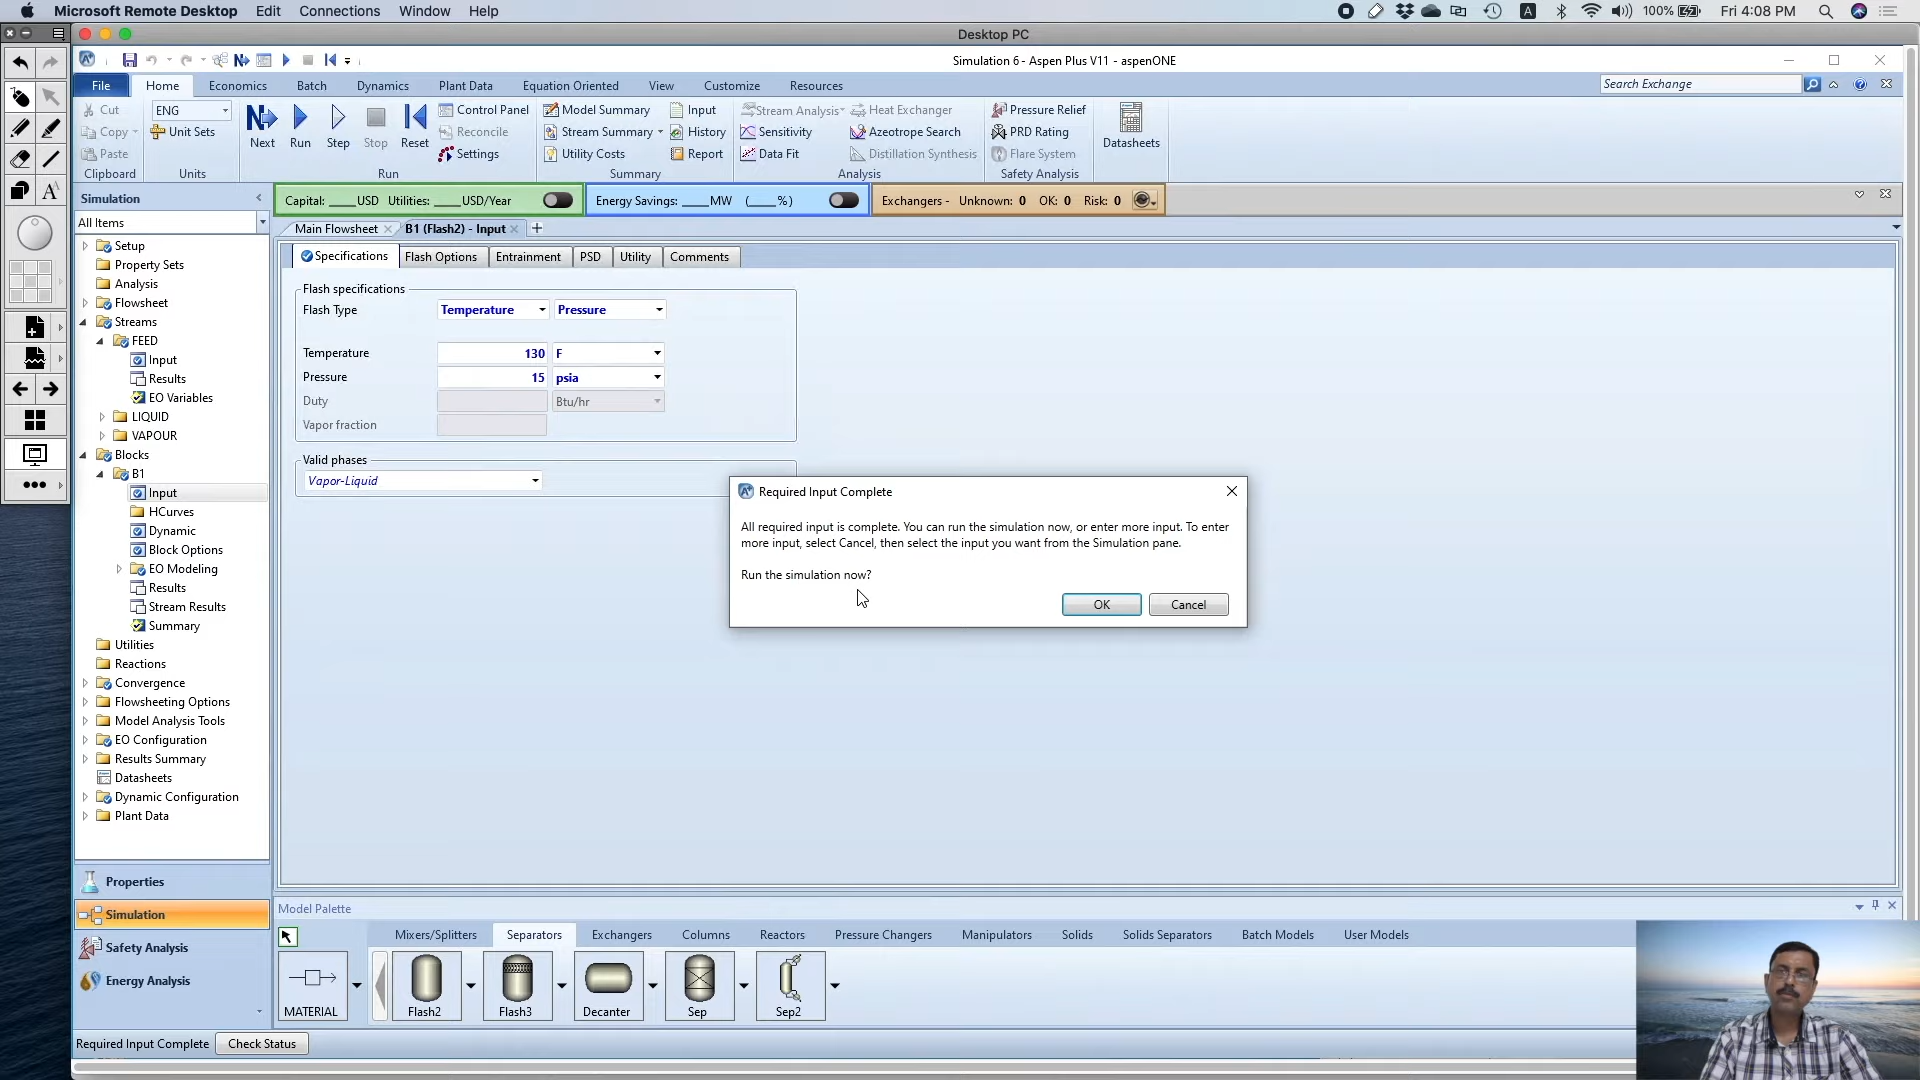 Microsoft Remote Desktop Edit Connections Window Help 100% Fri 4:08 PM
Desktop PC
Simulation 6 - Aspen Plus V11 - aspenONE
File Home Economics Batch Dynamics Plant Data Equation Oriented View Customize Resources Search Exchange
Cut
Copy
Paste
Clipboard
ENG
Unit Sets
Units
Next
Run
Step
Stop
Reset
Control Panel
Reconcile
Settings
Run
Model Summary
Stream Summary
Utility Costs
Input
History
Report
Summary
Stream Analysis
Sensitivity
Data Fit
Heat Exchanger
Azeotrope Search
Distillation Synthesis
Analysis
Pressure Relief
PRD Rating
Flare System
Safety Analysis
Datasheets
Simulation
Capital: ____USD Utilities: ____USD/Year
Energy Savings: ____MW (____%)
Exchangers - Unknown: 0 OK: 0 Risk: 0
All Items
Setup
Property Sets
Analysis
Flowsheet
Streams
FEED
Input
Results
EO Variables
LIQUID
VAPOUR
Blocks
B1
Input
HCurves
Dynamic
Block Options
EO Modeling
Results
Stream Results
Summary
Utilities
Reactions
Convergence
Flowsheeting Options
Model Analysis Tools
EO Configuration
Results Summary
Datasheets
Dynamic Configuration
Plant Data
Properties
Simulation
Safety Analysis
Energy Analysis
Main Flowsheet B1 (Flash2) - Input
Specifications Flash Options Entrainment PSD Utility Comments
Flash specifications
Flash Type Temperature Pressure
Temperature 130 F
Pressure 15 psia
Duty Btu/hr
Vapor fraction
Valid phases
Vapor-Liquid
Required Input Complete
All required input is complete. You can run the simulation now, or enter more input. To enter
more input, select Cancel, then select the input you want from the Simulation pane.
Run the simulation now?
OK Cancel
Model Palette
Mixers/Splitters Separators Exchangers Columns Reactors Pressure Changers Manipulators Solids Solids Separators Batch Models User Models
MATERIAL Flash2 Flash3 Decanter Sep Sep2
Required Input Complete Check Status